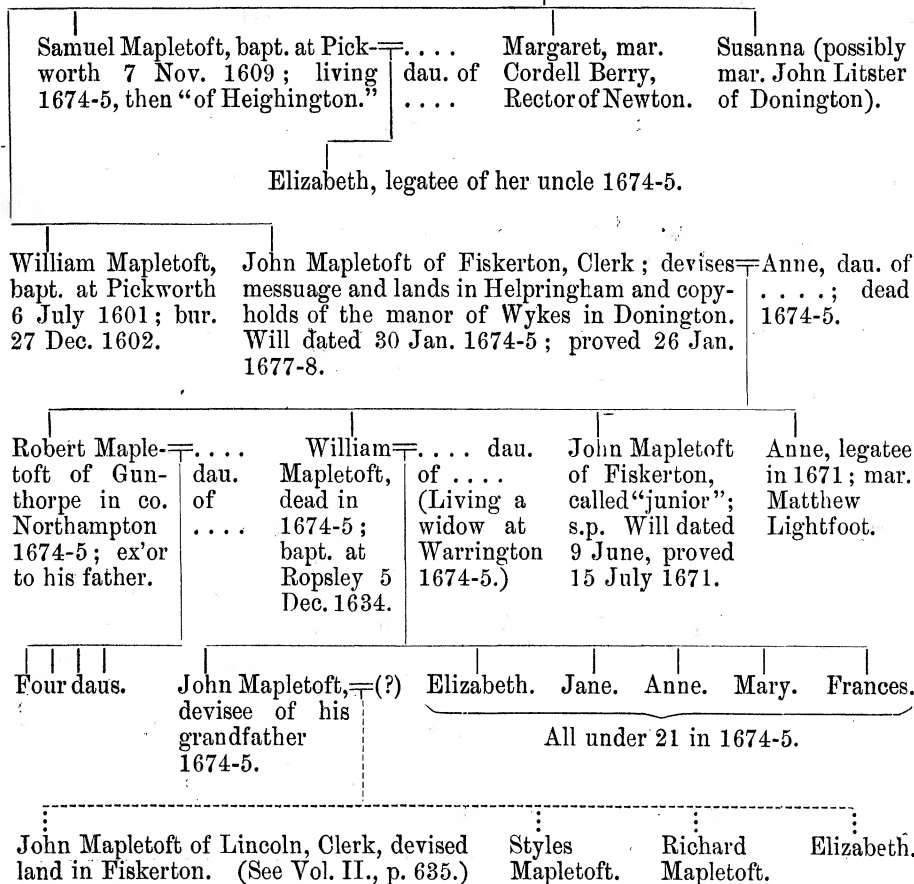 Samuel Mapletoft, bapt. at Pick-
worth 7 Nov. 1609 ; living
1674-5, then “of Heighington.”
. . . .
dau. of
. . . .
Margaret, mar.
Cordell Berry,
Rector of Newton.
Susanna (possibly
mar. John Litster
of Donington).
Elizabeth, legatee of her uncle 1674-5.
William Mapletoft,
bapt. at Pickworth
6 July 1601 ; bur.
27 Dec. 1602.
John Mapletoft of Fiskerton, Clerk ; devises
messuage and lands in Helpringham and copy-
holds of the manor of Wykes in Donington.
Will dated 30 Jan. 1674-5 ; proved 26 Jan.
1677-8.
Anne, dau. of
. . . . ; dead
1674-5.
Robert Maple-
toft of Gun-
thorpe in co.
Northampton
1674-5 ; ex'or
to his father.
. . . .
dau.
of
. . . .
William
Mapletoft,
dead in
1674-5 ;
bapt. at
Ropsley 5
Dec. 1634.
. . . . dau.
of . . . .
(Living a
widow at
Warrington
1674-5.)
John Mapletoft
of Fiskerton,
called “junior” ;
s.p. Will dated
9 June, proved
15 July 1671.
Anne, legatee
in 1671 ; mar.
Matthew
Lightfoot.
Four daus.
John Mapletoft,
devisee of his
grandfather
1674-5.
(?)
Elizabeth. Jane. Anne. Mary. Frances.
All under 21 in 1674-5.
John Mapletoft of Lincoln, Clerk, devised
land in Fiskerton. (See Vol. II., p. 635.)
Styles
Mapletoft.
Richard
Mapletoft.
Elizabeth.